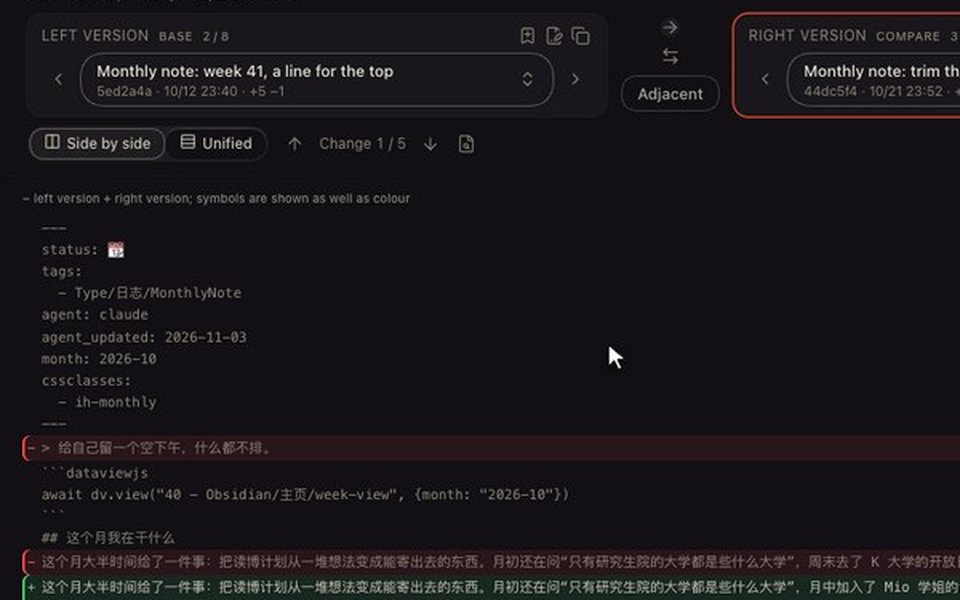 LEFT VERSION BASE 2/8
RIGHT VERSION COMPARE 3
Monthly note: week 41, a line for the top
5ed2a4a · 10/12 23:40 · +5 −1
Adjacent
Monthly note: trim th
44dc5f4 · 10/21 23:52 ·
Side by side
Unified
Change 1 / 5
− left version + right version; symbols are shown as well as colour
---
status: 📆
tags:
- Type/日志/MonthlyNote
agent: claude
agent_updated: 2026-11-03
month: 2026-10
cssclasses:
- ih-monthly
---
− > 给自己留一个空下午，什么都不排。
```dataviewjs
await dv.view("40 - Obsidian/主页/week-view", {month: "2026-10"})
```
## 这个月我在干什么
− 这个月大半时间给了一件事：把读博计划从一堆想法变成能寄出去的东西。月初还在问“只有研究生院的大学都是些什么大学”，周末去了 K 大学的开放
+ 这个月大半时间给了一件事：把读博计划从一堆想法变成能寄出去的东西。月初还在问“只有研究生院的大学都是些什么大学”，月中加入了 Mio 学姐的